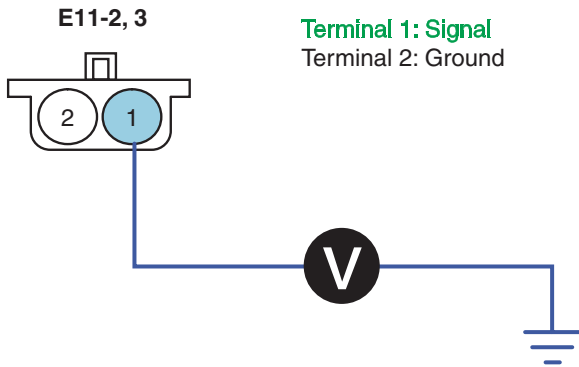 E11-2, 3
Terminal 1: Signal
Terminal 2: Ground
2
1
V